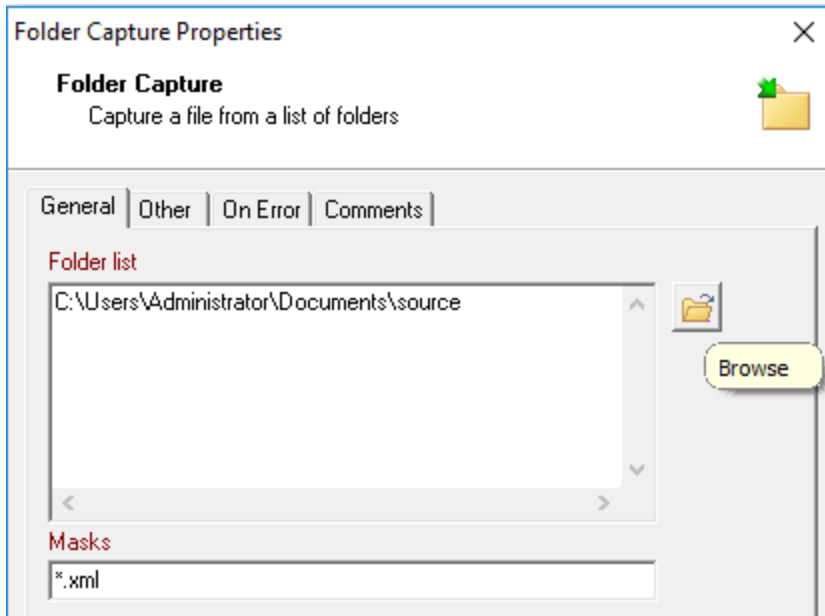 Folder Capture Properties
Folder Capture
Capture a file from a list of folders
General Other On Error Comments
Folder list
C:\Users\Administrator\Documents\source
Browse
Masks
*.xml